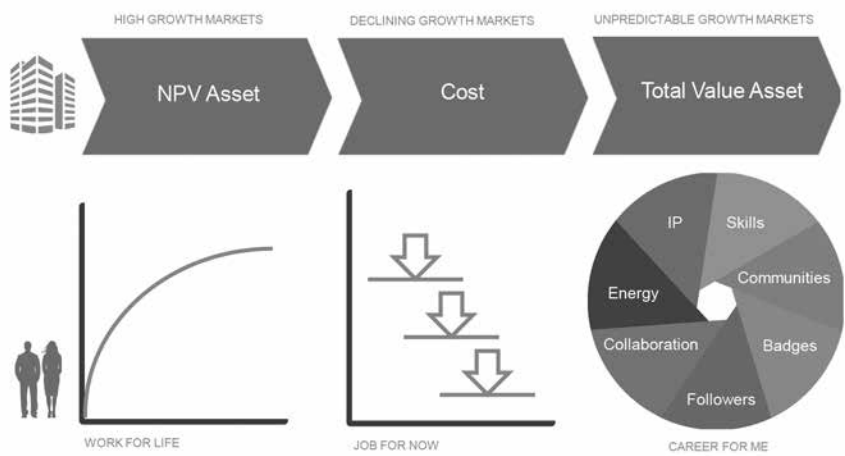 HIGH GROWTH MARKETS
DECLINING GROWTH MARKETS
UNPREDICTABLE GROWTH MARKETS
NPV Asset
Cost
Total Value Asset
IP
Skills
Communities
Energy
Collaboration
Badges
Followers
WORK FOR LIFE
JOB FOR NOW
CAREER FOR ME